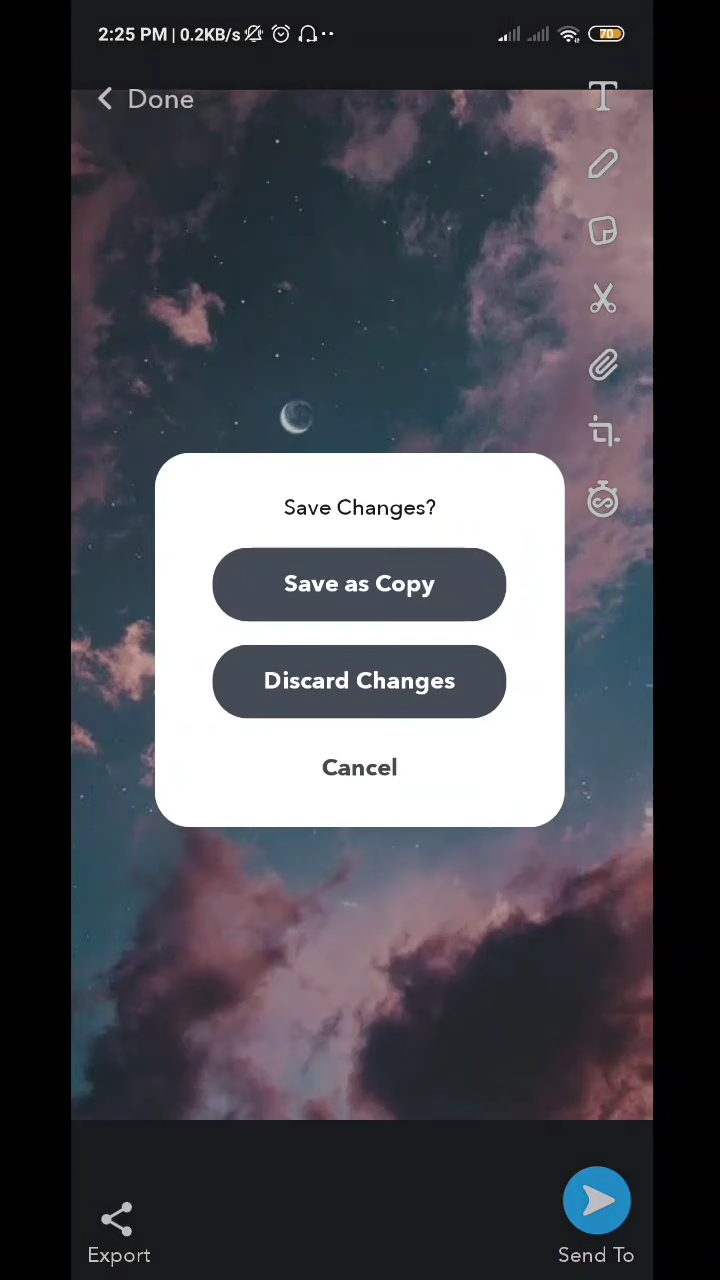 2:25 PM | 0.2KB/s
70
Done
Save Changes?
Save as Copy
Discard Changes
Cancel
Export
Send To